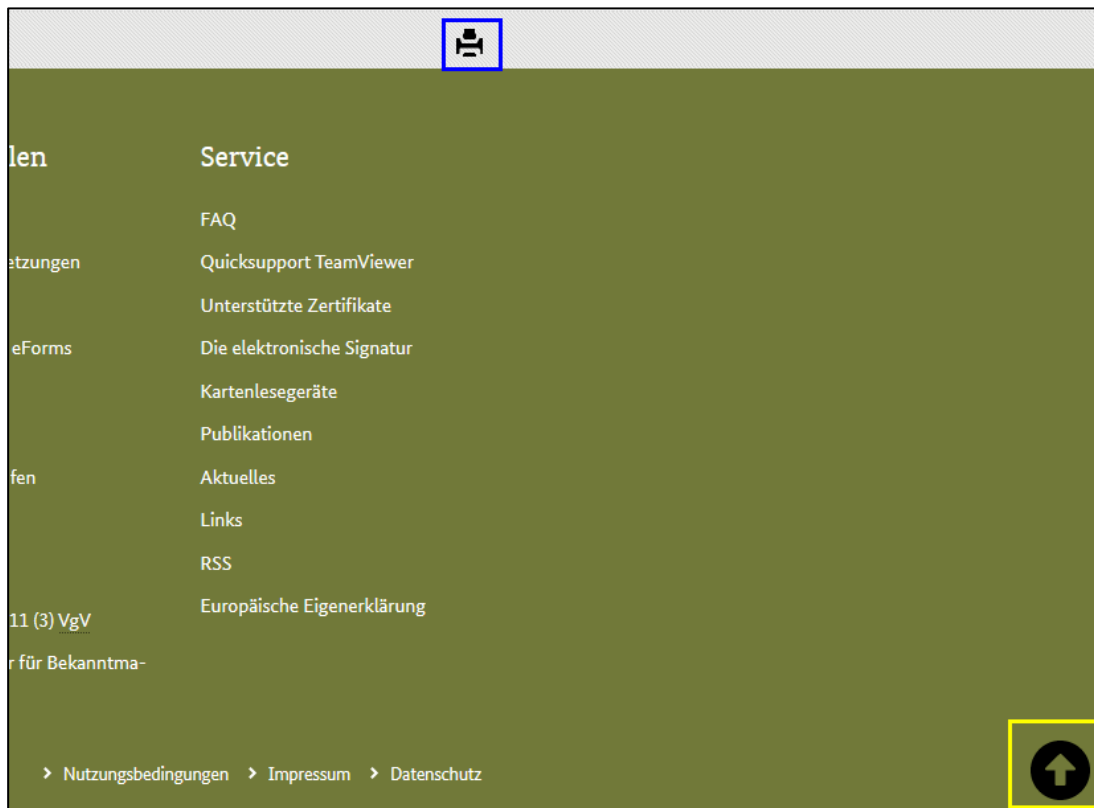 len
etzungen
eForms
fen
11 (3) VgV
r für Bekanntma-
Service
FAQ
Quicksupport TeamViewer
Unterstützte Zertifikate
Die elektronische Signatur
Kartenlesegeräte
Publikationen
Aktuelles
Links
RSS
Europäische Eigenerklärung
Nutzungsbedingungen Impressum Datenschutz